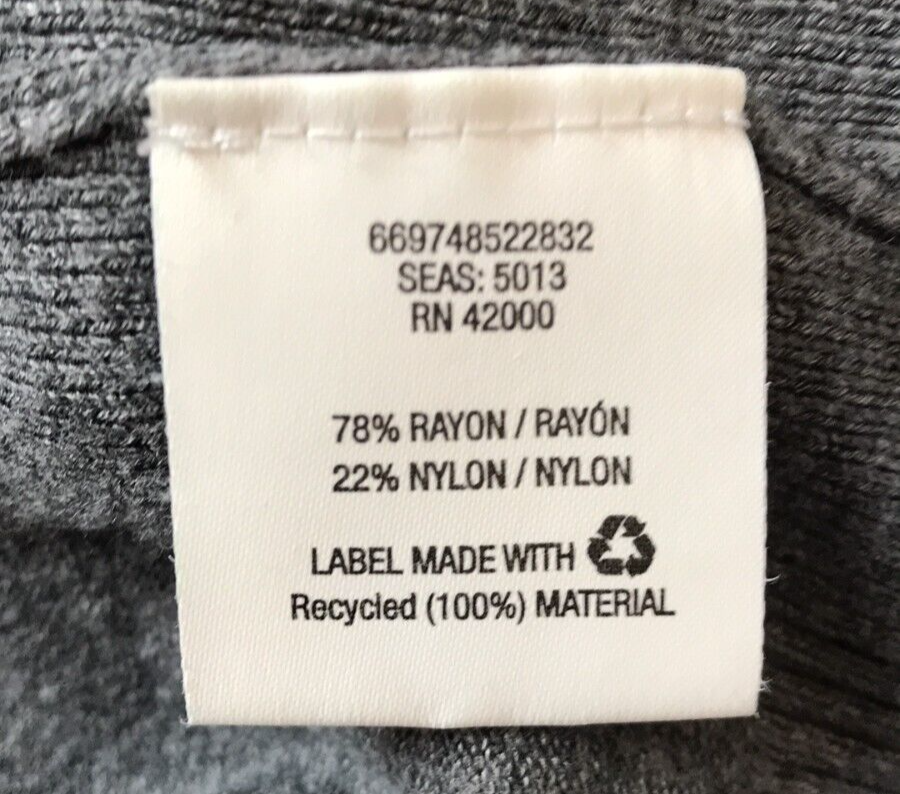 669748522832
SEAS: 5013
RN 42000
78% RAYON / RAYÓN
22% NYLON / NYLON
LABEL MADE WITH
Recycled (100%) MATERIAL